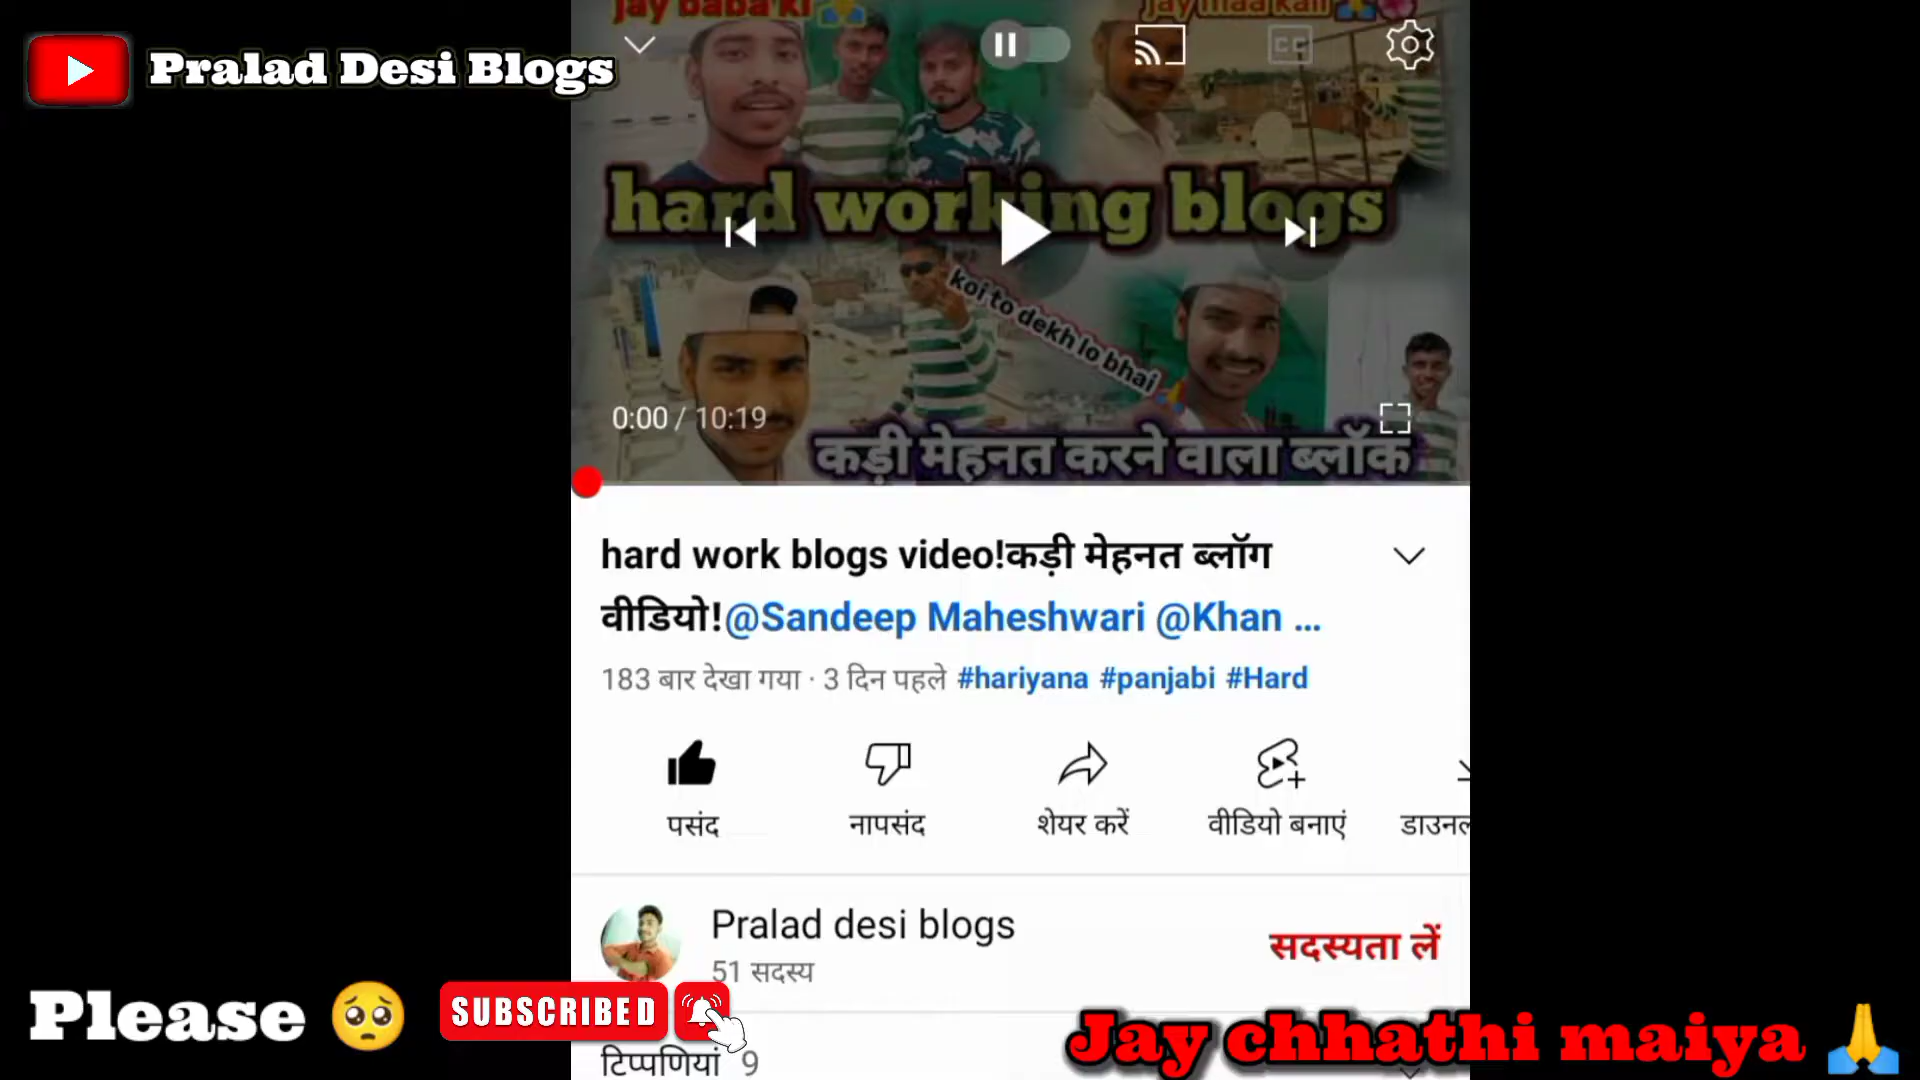 jay baba ki 🙏
jay maa kali 🙏🌺
Pralad Desi Blogs
CC
hard working blogs
koi to dekh lo bhai 🙏
0:00 / 10:19
कड़ी मेहनत करने वाला ब्लॉक
hard work blogs video!कड़ी मेहनत ब्लॉग
वीडियो!@Sandeep Maheshwari @Khan ...
183 बार देखा गया · 3 दिन पहले #hariyana #panjabi #Hard
पसंद
नापसंद
शेयर करें
वीडियो बनाएं
डाउनल
Pralad desi blogs
51 सदस्य
सदस्यता लें
Please 🥺
SUBSCRIBED
Jay chhathi maiya 🙏
टिप्पणियां 9